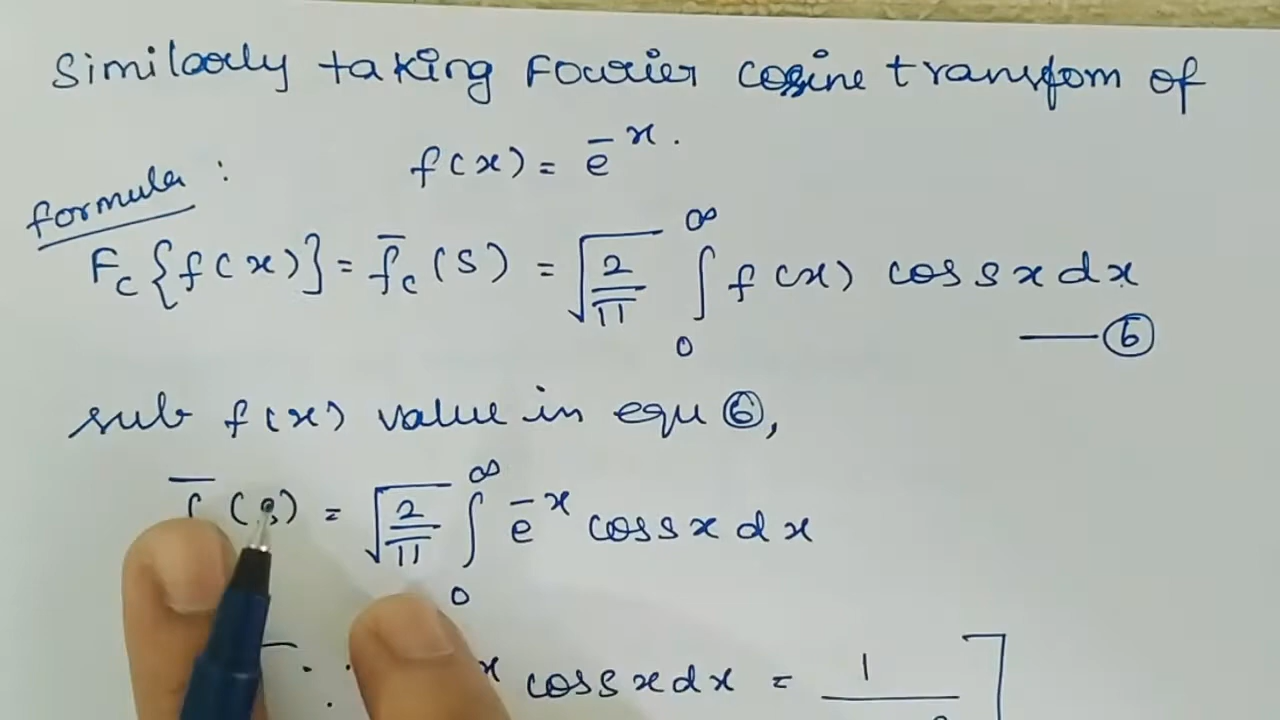 Similarly taking Fourier cosine transfom of
formula : f(x) = e^-x.
F_c{f(x)} = f̄_c(s) = √(2/π) ∫_0^∞ f(x) cos sx dx
—— ⑥
sub f(x) value in equ ⑥,
(s) = √(2/π) ∫_0^∞ e^-x cos sx dx
∵ x cos sx dx = 1 ]